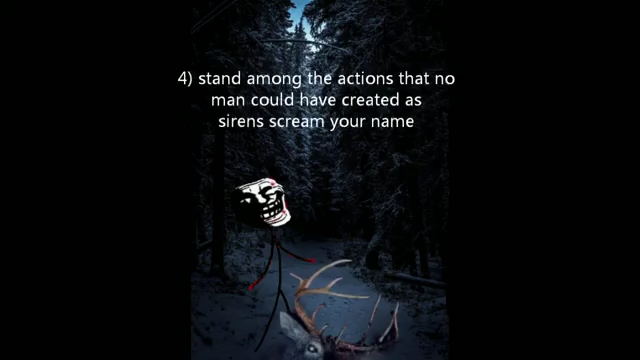 4) stand among the actions that no
man could have created as
sirens scream your name